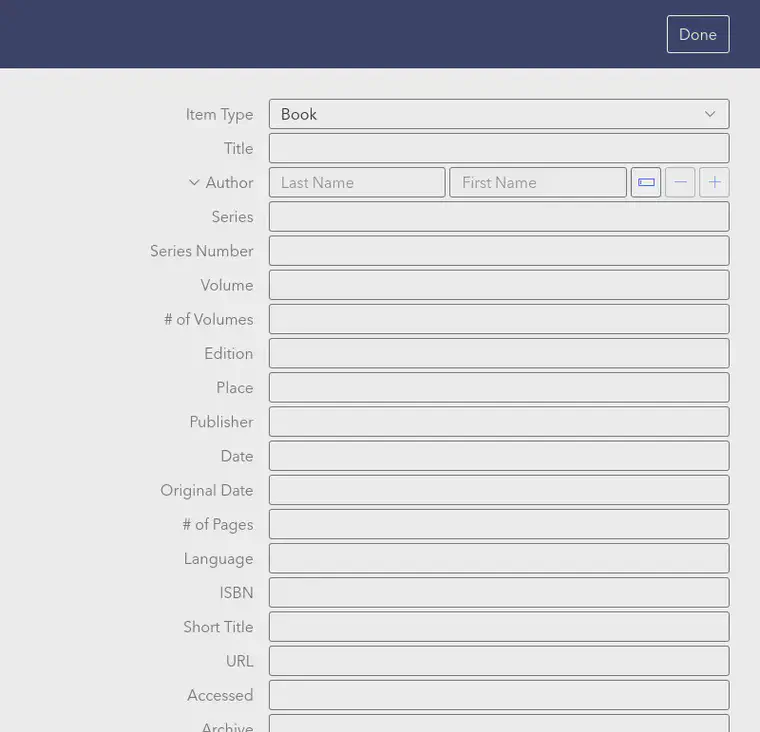 Done
Item Type Book
Title
Author Last Name First Name
Series
Series Number
Volume
# of Volumes
Edition
Place
Publisher
Date
Original Date
# of Pages
Language
ISBN
Short Title
URL
Accessed
Archive